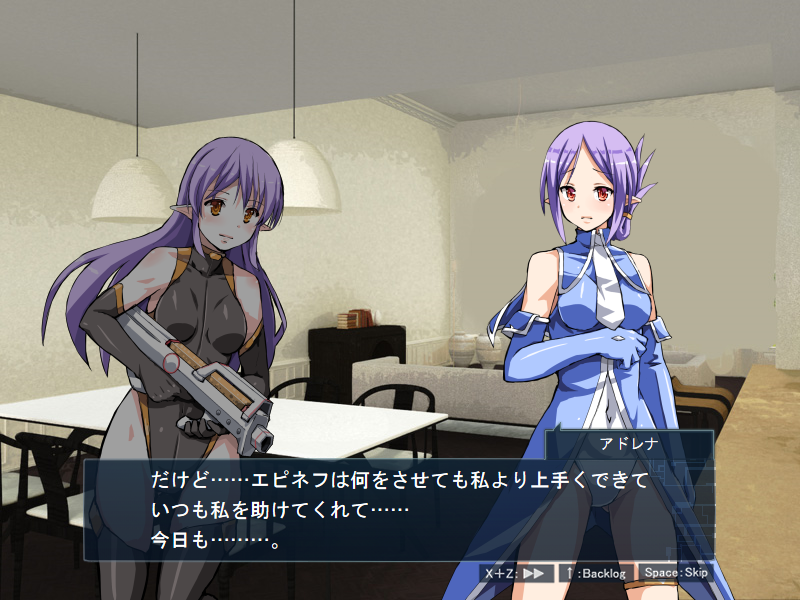 アドレナ
だけど……エピネフは何をさせても私より上手くできて
いつも私を助けてくれて……
今日も………。
X+Z:▶▶ ↑:Backlog Space:Skip